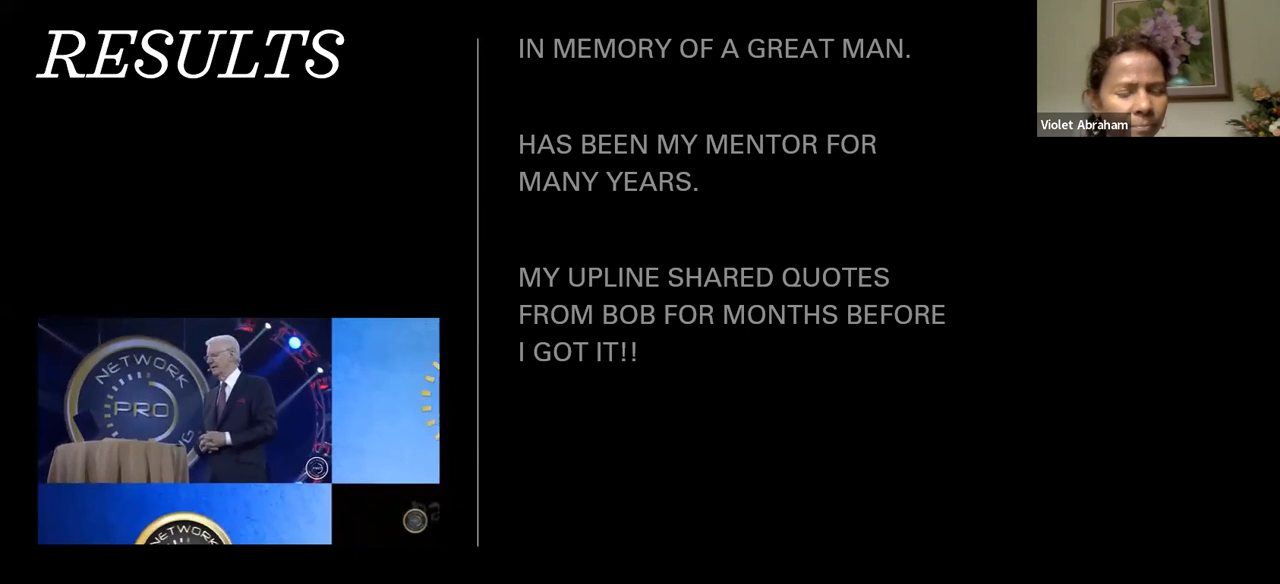 RESULTS
IN MEMORY OF A GREAT MAN.
HAS BEEN MY MENTOR FOR
MANY YEARS.
MY UPLINE SHARED QUOTES
FROM BOB FOR MONTHS BEFORE
I GOT IT!!
Violet Abraham
NETWORK
PRO
NETWORK